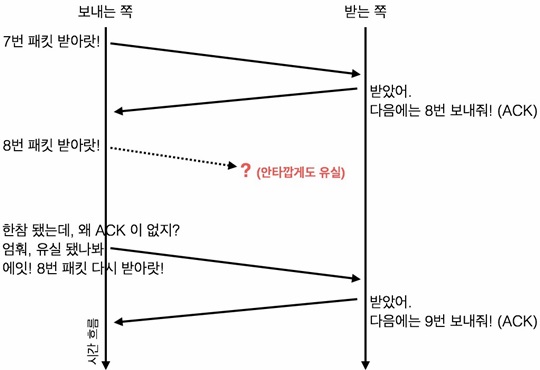 보내는 쪽
받는 쪽
7번 패킷 받아랏!
받았어.
다음에는 8번 보내줘! (ACK)
8번 패킷 받아랏!
? (안타깝게도 유실)
한참 됐는데, 왜 ACK 이 없지?
엄훠, 유실 됐나봐
에잇! 8번 패킷 다시 받아랏!
받았어.
다음에는 9번 보내줘! (ACK)
시간 흐름